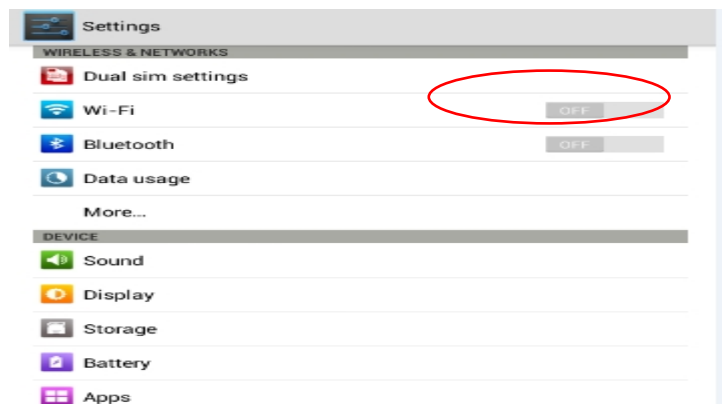 Settings
WIRELESS & NETWORKS
Dual sim settings
Wi-Fi OFF
Bluetooth OFF
Data usage
More...
DEVICE
Sound
Display
Storage
Battery
Apps